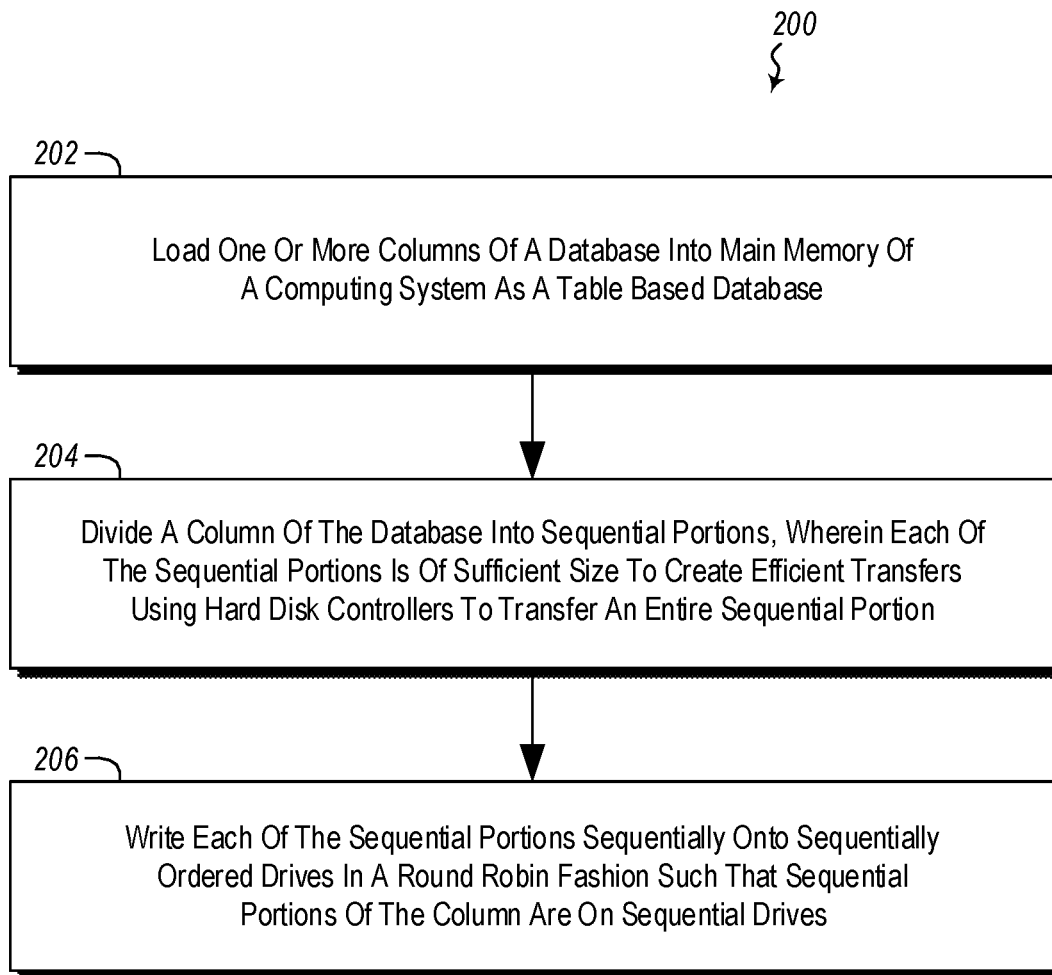 200
202
Load One Or More Columns Of A Database Into Main Memory Of
A Computing System As A Table Based Database
204
Divide A Column Of The Database Into Sequential Portions, Wherein Each Of
The Sequential Portions Is Of Sufficient Size To Create Efficient Transfers
Using Hard Disk Controllers To Transfer An Entire Sequential Portion
206
Write Each Of The Sequential Portions Sequentially Onto Sequentially
Ordered Drives In A Round Robin Fashion Such That Sequential
Portions Of The Column Are On Sequential Drives